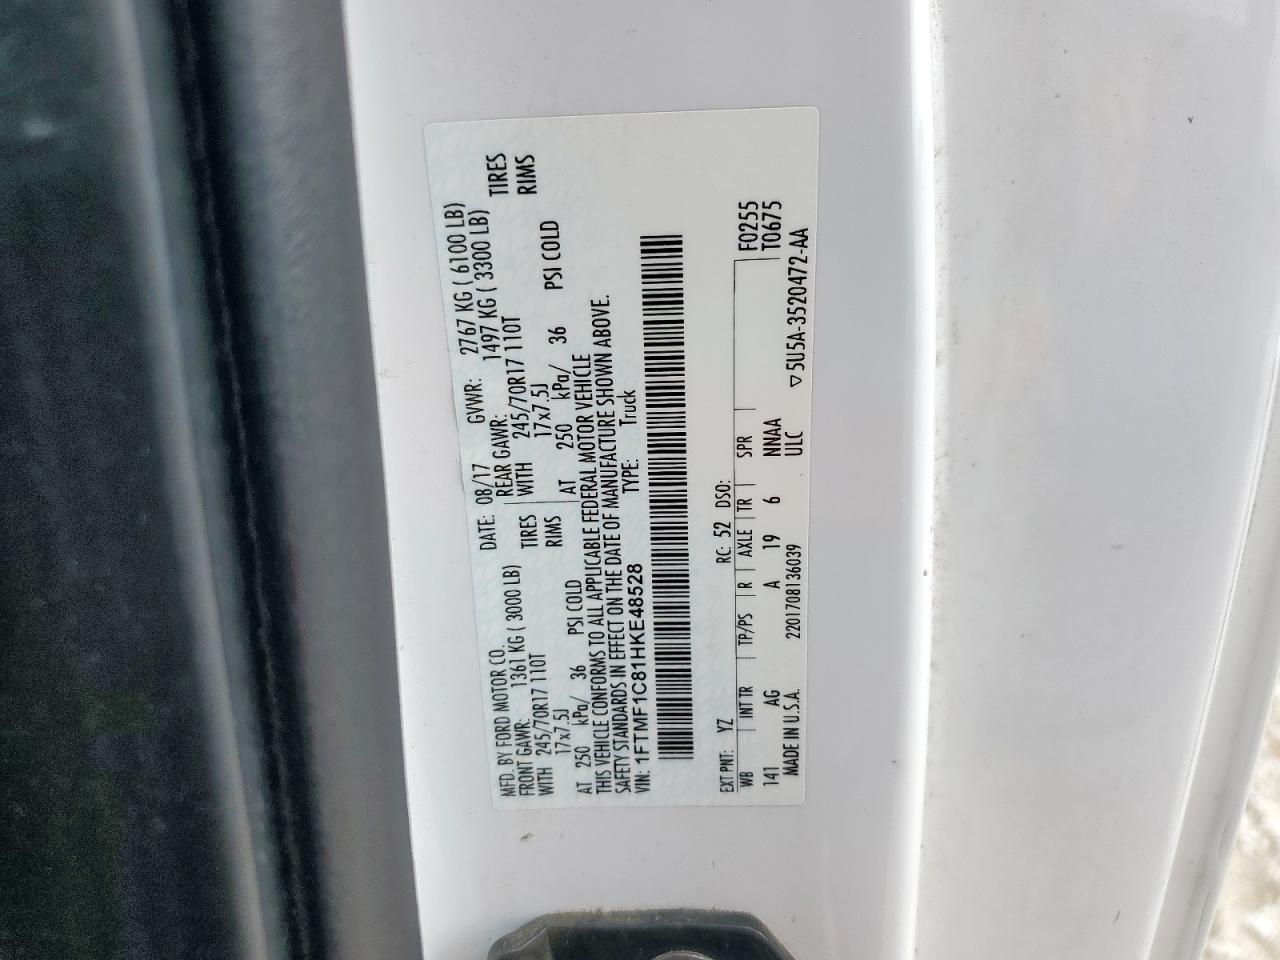 MFD. BY FORD MOTOR CO.
DATE: 08/17 GVWR: 2767 KG ( 6100 LB)
FRONT GAWR: 1361 KG ( 3000 LB) REAR GAWR: 1497 KG ( 3300 LB)
WITH 245/70R17 110T TIRES WITH 245/70R17 110T TIRES
17x7.5J RIMS 17x7.5J RIMS
AT 250 kPa/ 36 PSI COLD AT 250 kPa/ 36 PSI COLD
THIS VEHICLE CONFORMS TO ALL APPLICABLE FEDERAL MOTOR VEHICLE
SAFETY STANDARDS IN EFFECT ON THE DATE OF MANUFACTURE SHOWN ABOVE.
VIN: 1FTMF1C81HKE48528 TYPE: Truck
EXT PNT: YZ RC: 52 DSO:
WB INT TR TP/PS R AXLE TR SPR F0255
141 AG A 19 6 NNAA T0675
MADE IN U.S.A. 2201708136039 ULC ▽5U5A-3520472-AA